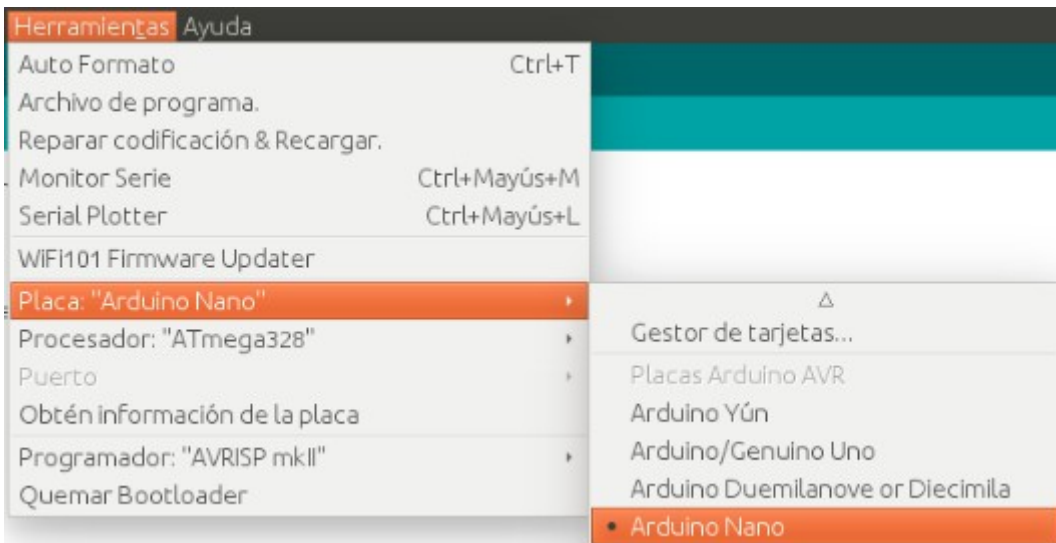 Herramientas Ayuda
Auto Formato Ctrl+T
Archivo de programa.
Reparar codificación & Recargar.
Monitor Serie Ctrl+Mayús+M
Serial Plotter Ctrl+Mayús+L
WiFi101 Firmware Updater
Placa: "Arduino Nano"
Procesador: "ATmega328"
Puerto
Obtén información de la placa
Programador: "AVRISP mkII"
Quemar Bootloader
Gestor de tarjetas...
Placas Arduino AVR
Arduino Yún
Arduino/Genuino Uno
Arduino Duemilanove or Diecimila
Arduino Nano